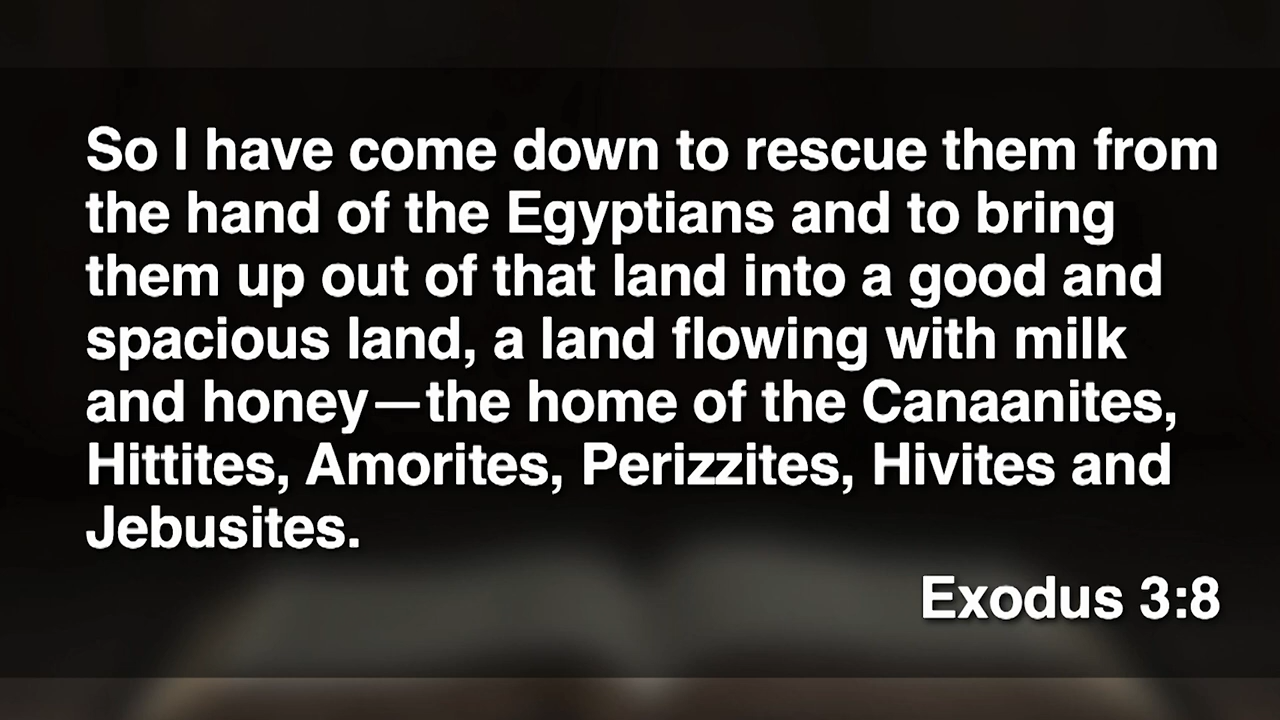 So I have come down to rescue them from
the hand of the Egyptians and to bring
them up out of that land into a good and
spacious land, a land flowing with milk
and honey—the home of the Canaanites,
Hittites, Amorites, Perizzites, Hivites and
Jebusites.
Exodus 3:8